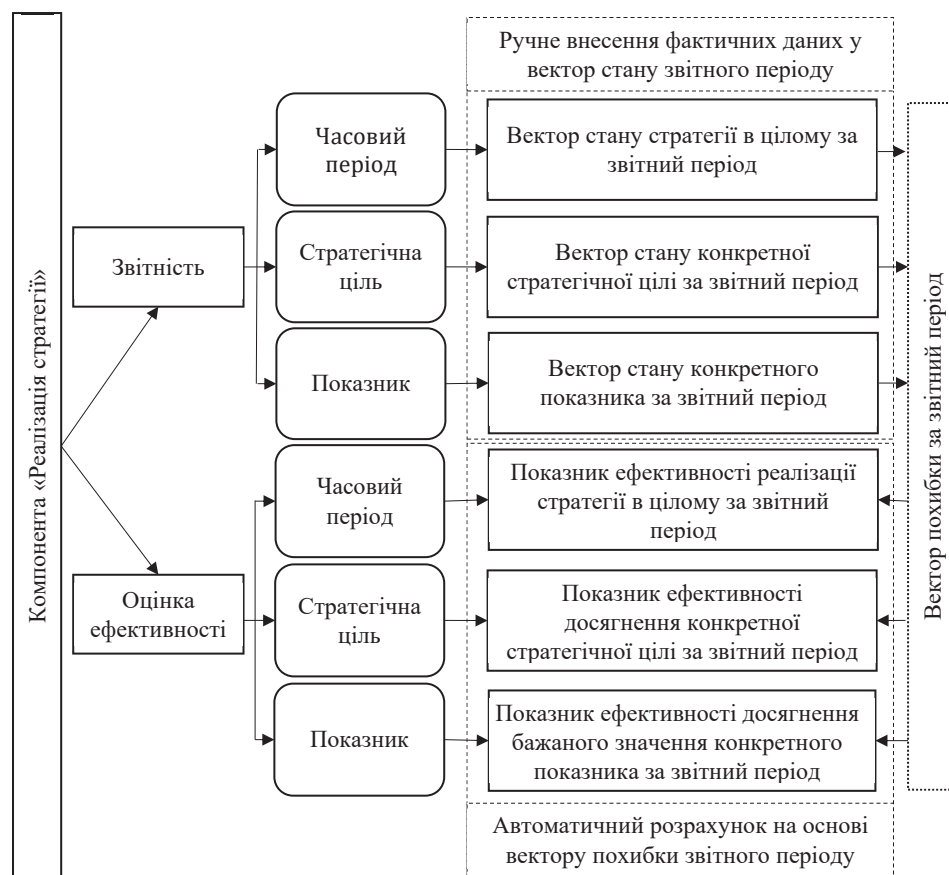 Компонента «Реалізація стратегії»
Ручне внесення фактичних даних у
вектор стану звітного періоду
Звітність
Часовий
період
Вектор стану стратегії в цілому за
звітний період
Стратегічна
ціль
Вектор стану конкретної
стратегічної цілі за звітний період
Показник
Вектор стану конкретного
показника за звітний період
Оцінка
ефективності
Часовий
період
Показник ефективності реалізації
стратегії в цілому за звітний
період
Стратегічна
ціль
Показник ефективності
досягнення конкретної
стратегічної цілі за звітний період
Показник
Показник ефективності досягнення
бажаного значення конкретного
показника за звітний період
Автоматичний розрахунок на основі
вектору похибки звітного періоду
Вектор похибки за звітний період